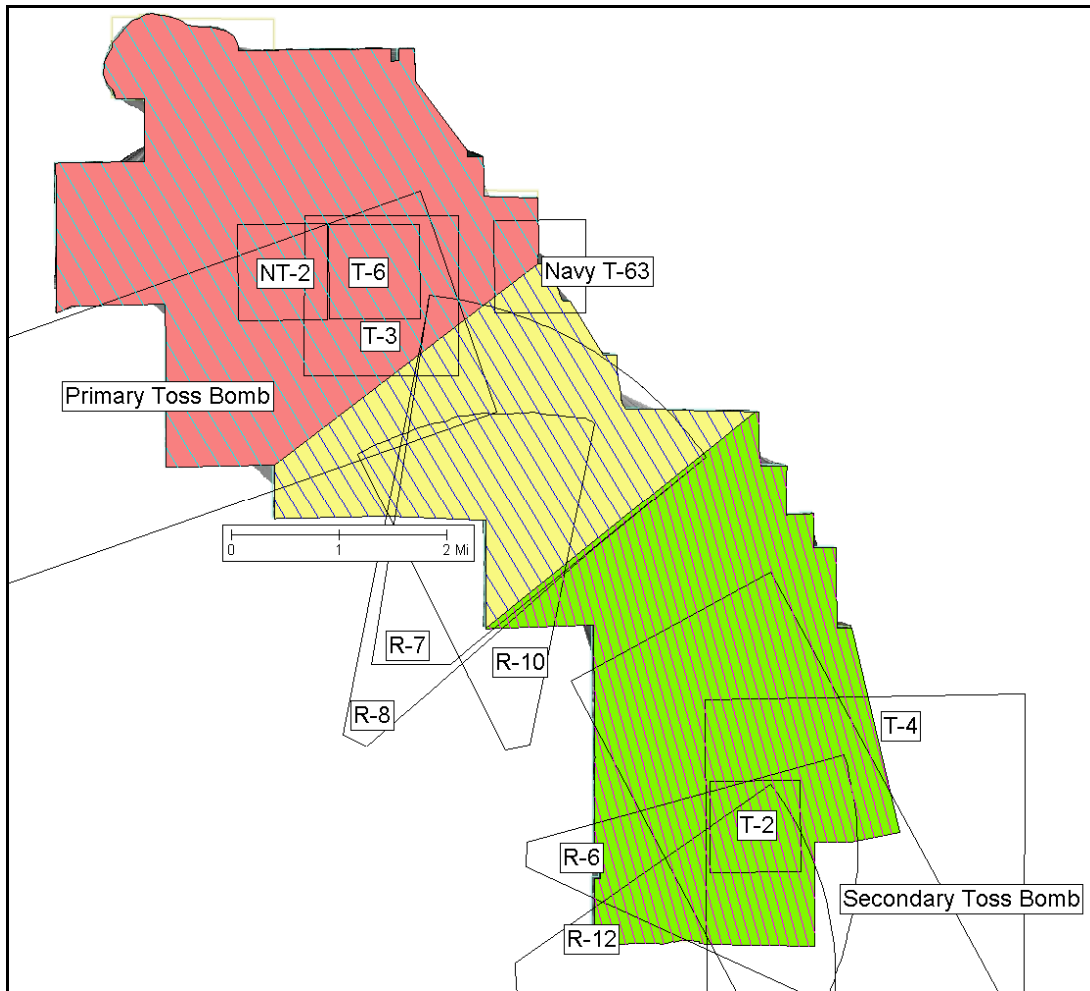 NT-2
T-6
Navy T-63
T-3
Primary Toss Bomb
0 1 2 Mi
R-7
R-10
R-8
T-4
T-2
R-6
Secondary Toss Bomb
R-12